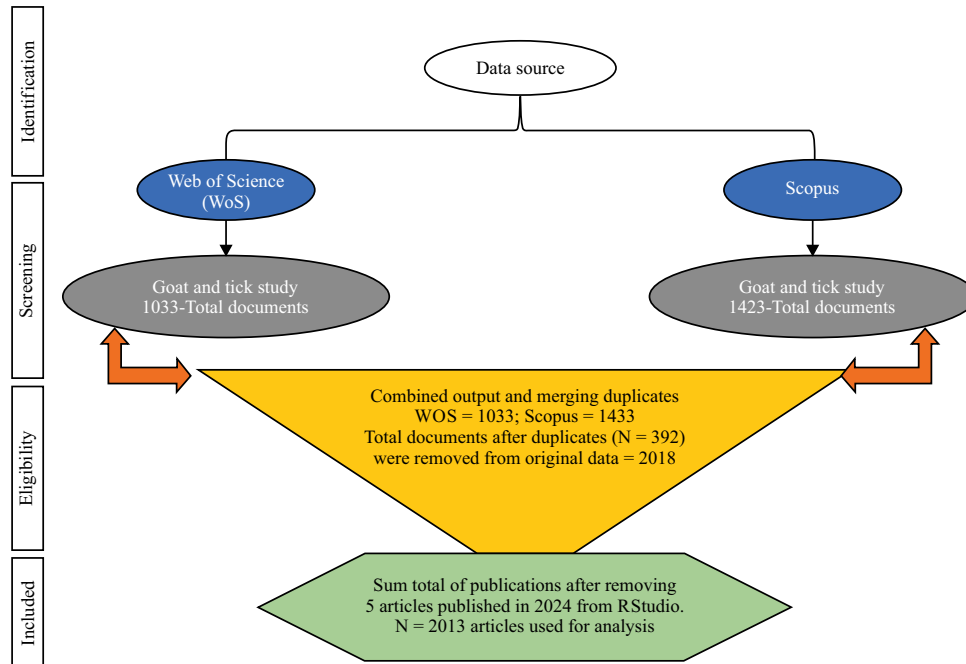 Identification
Data source
Web of Science
(WoS)
Scopus
Screening
Goat and tick study
1033-Total documents
Goat and tick study
1423-Total documents
Eligibility
Combined output and merging duplicates
WOS = 1033; Scopus = 1433
Total documents after duplicates (N = 392)
were removed from original data = 2018
Included
Sum total of publications after removing
5 articles published in 2024 from RStudio.
N = 2013 articles used for analysis